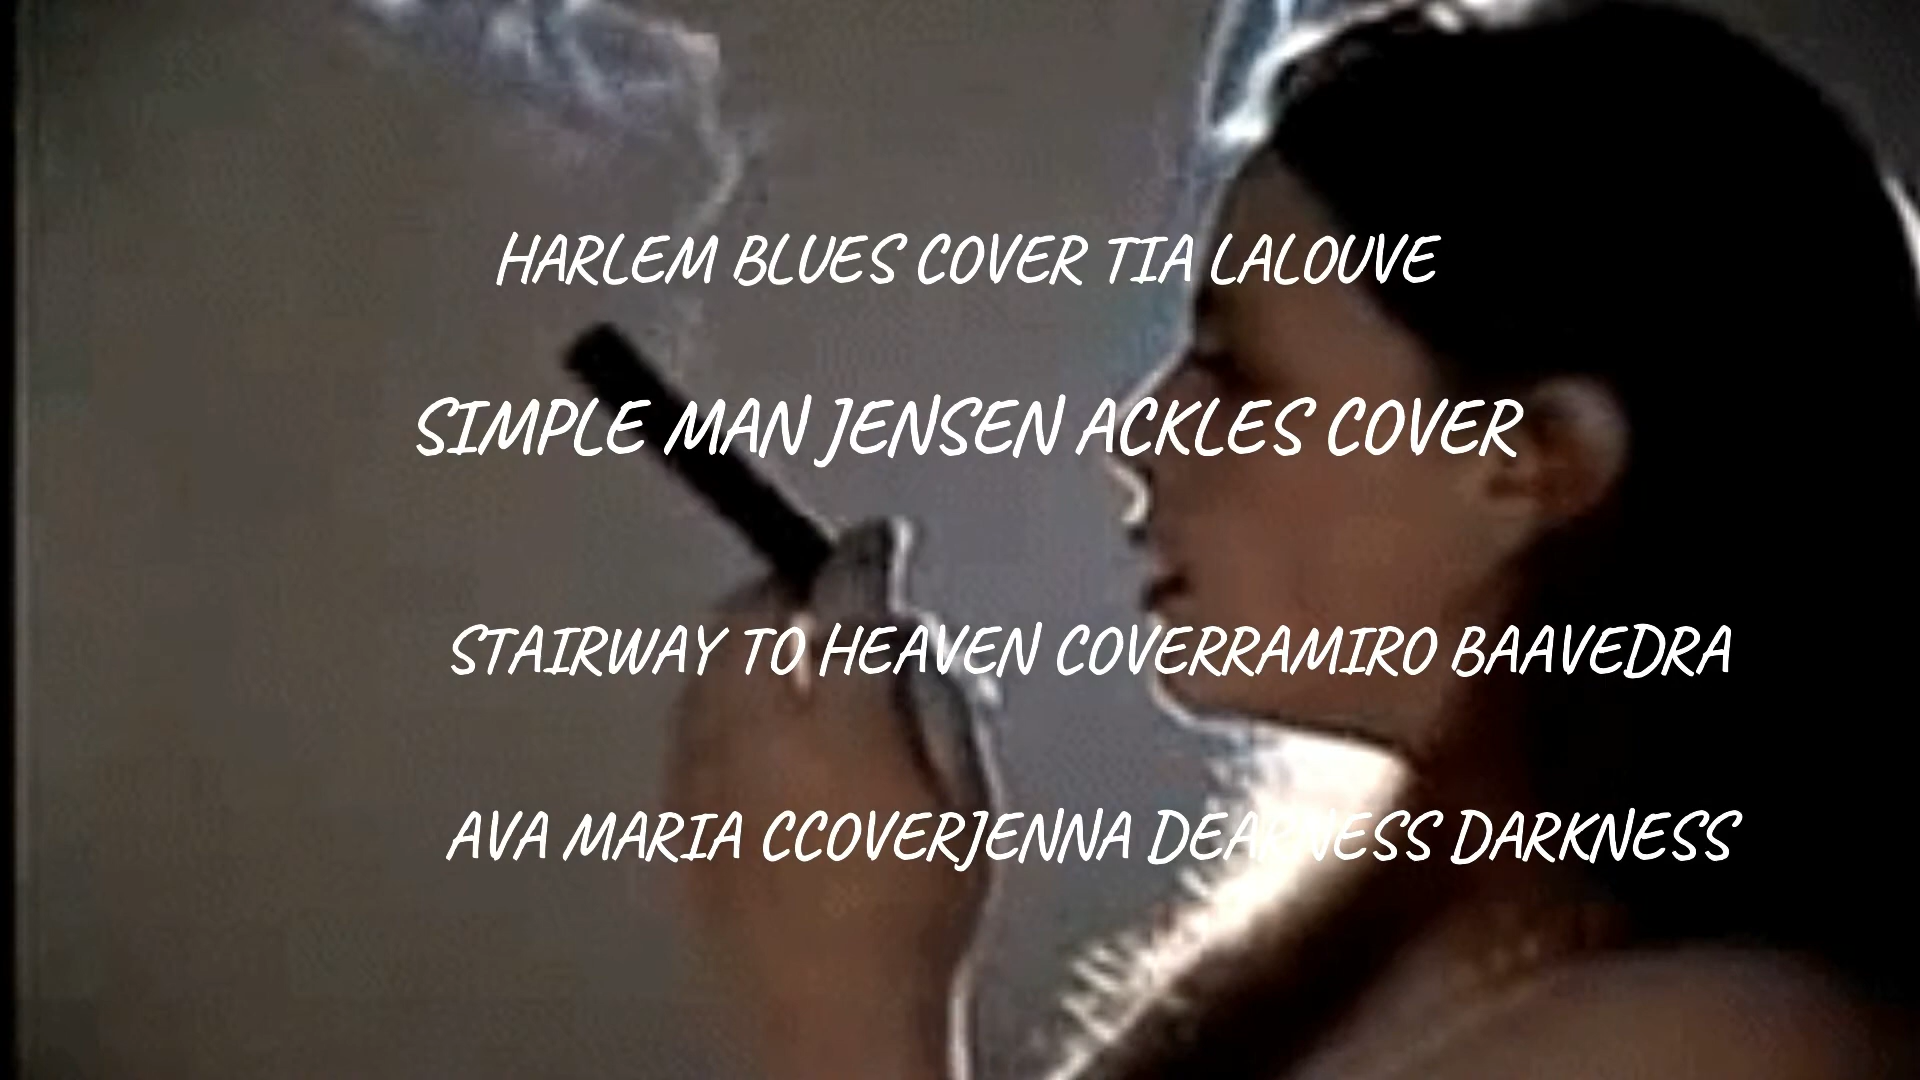 HARLEM BLUES COVER TIA LALOUVE
SIMPLE MAN JENSEN ACKLES COVER
STAIRWAY TO HEAVEN COVERRAMIRO BAAVEDRA
AVA MARIA CCOVERJENNA DEARNESS DARKNESS